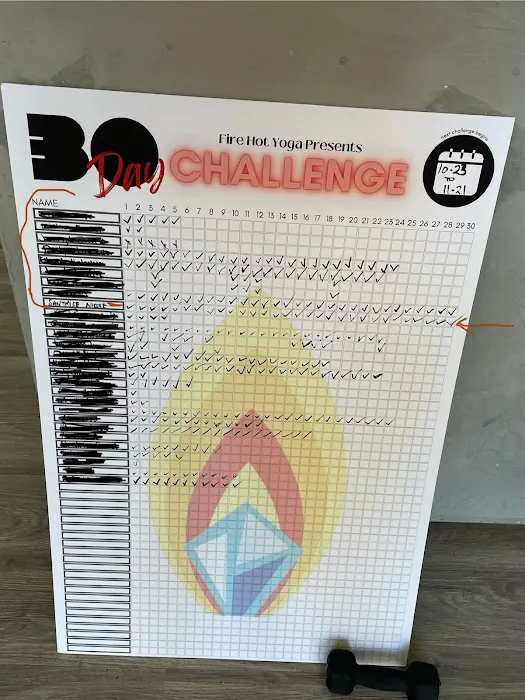 30
Day CHALLENGE
Fire Hot Yoga Presents
next challenge begins
10-23
TO
11-21
NAME
1 2 3 4 5 6 7 8 9 10 11 12 13 14 15 16 17 18 19 20 21 22 23 24 25 26 27 28 29 30